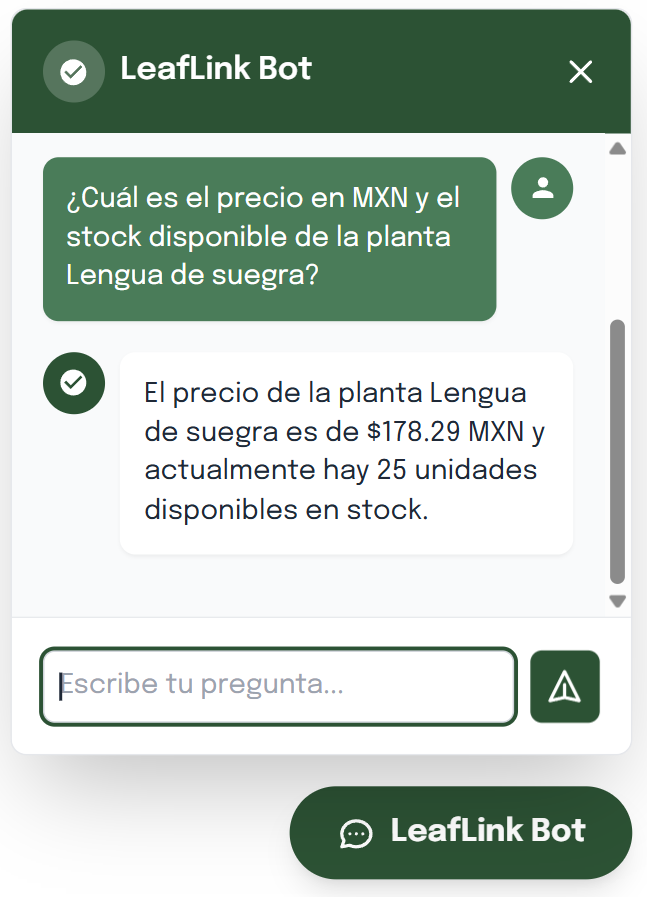 LeafLink Bot
¿Cuál es el precio en MXN y el
stock disponible de la planta
Lengua de suegra?
El precio de la planta Lengua
de suegra es de $178.29 MXN y
actualmente hay 25 unidades
disponibles en stock.
Escribe tu pregunta...
LeafLink Bot